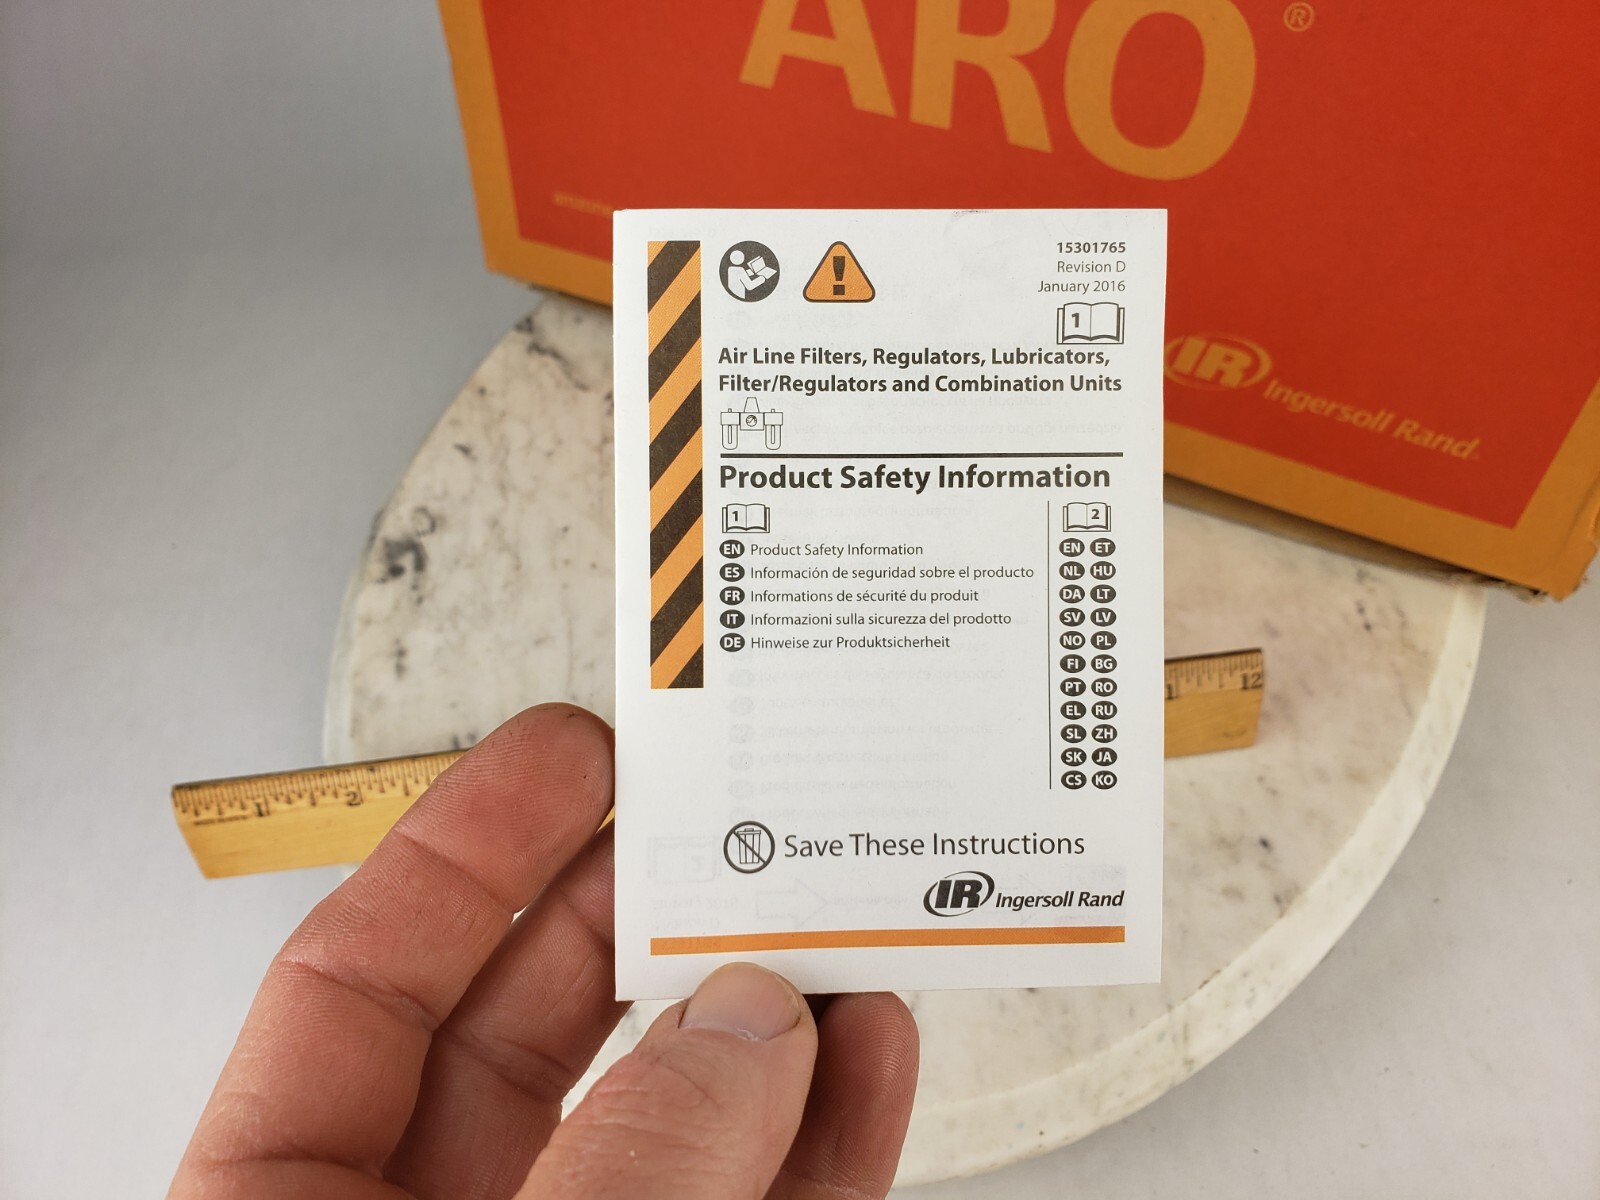 ARO®
IR Ingersoll Rand
15301765
Revision D
January 2016
1
Air Line Filters, Regulators, Lubricators,
Filter/Regulators and Combination Units
Product Safety Information
1
EN Product Safety Information
ES Información de seguridad sobre el producto
FR Informations de sécurité du produit
IT Informazioni sulla sicurezza del prodotto
DE Hinweise zur Produktsicherheit
2
EN ET
NL HU
DA LT
SV LV
NO PL
FI BG
PT RO
EL RU
SL ZH
SK JA
CS KO
Save These Instructions
IR Ingersoll Rand
1 2
1 12